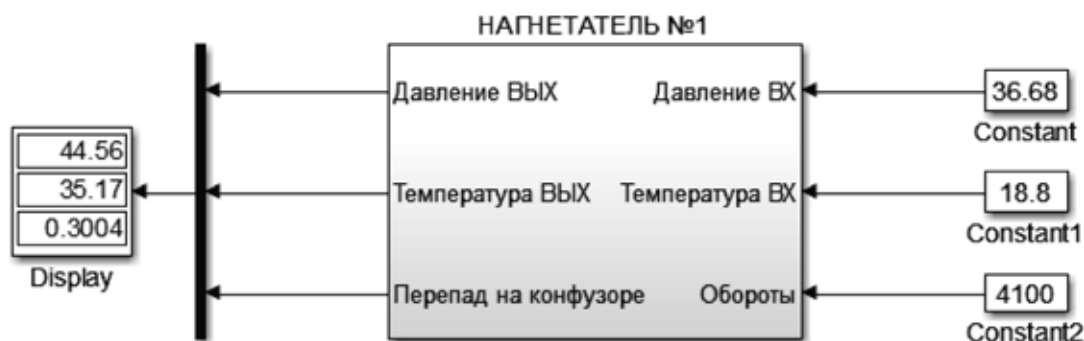 НАГНЕТАТЕЛЬ №1
Давление ВЫХ
Давление ВХ
36.68
Constant
44.56
35.17
0.3004
Display
Температура ВЫХ
Температура ВХ
18.8
Constant1
Перепад на конфузоре
Обороты
4100
Constant2